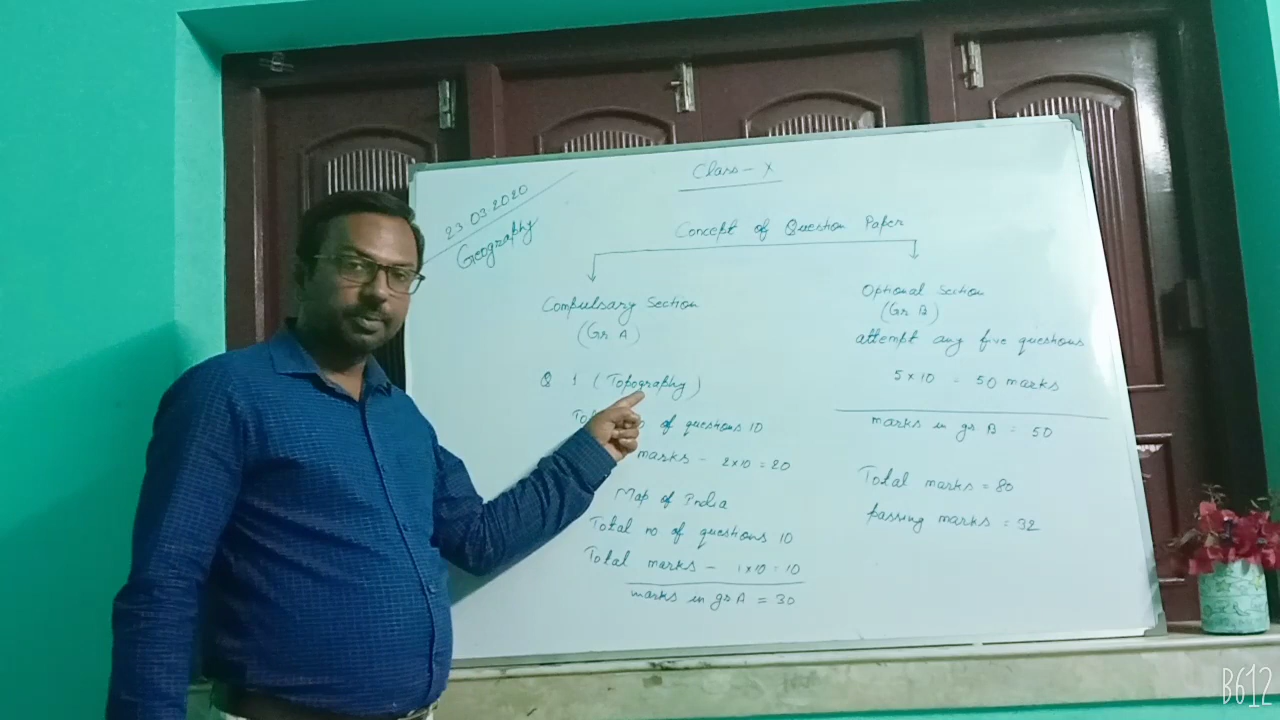 23.03.2020
Geography
Class - X
Concept of Question Paper
Compulsary Section
(Gr A)
Q 1 (Topography)
of questions 10
marks - 2x10 = 20
Map of India
Total no of questions 10
Total marks - 1x10 = 10
marks in gr A = 30
Optional Section
(Gr B)
attempt any five questions
5x10 = 50 marks
marks in gr B = 50
Total marks = 80
passing marks = 32
B612